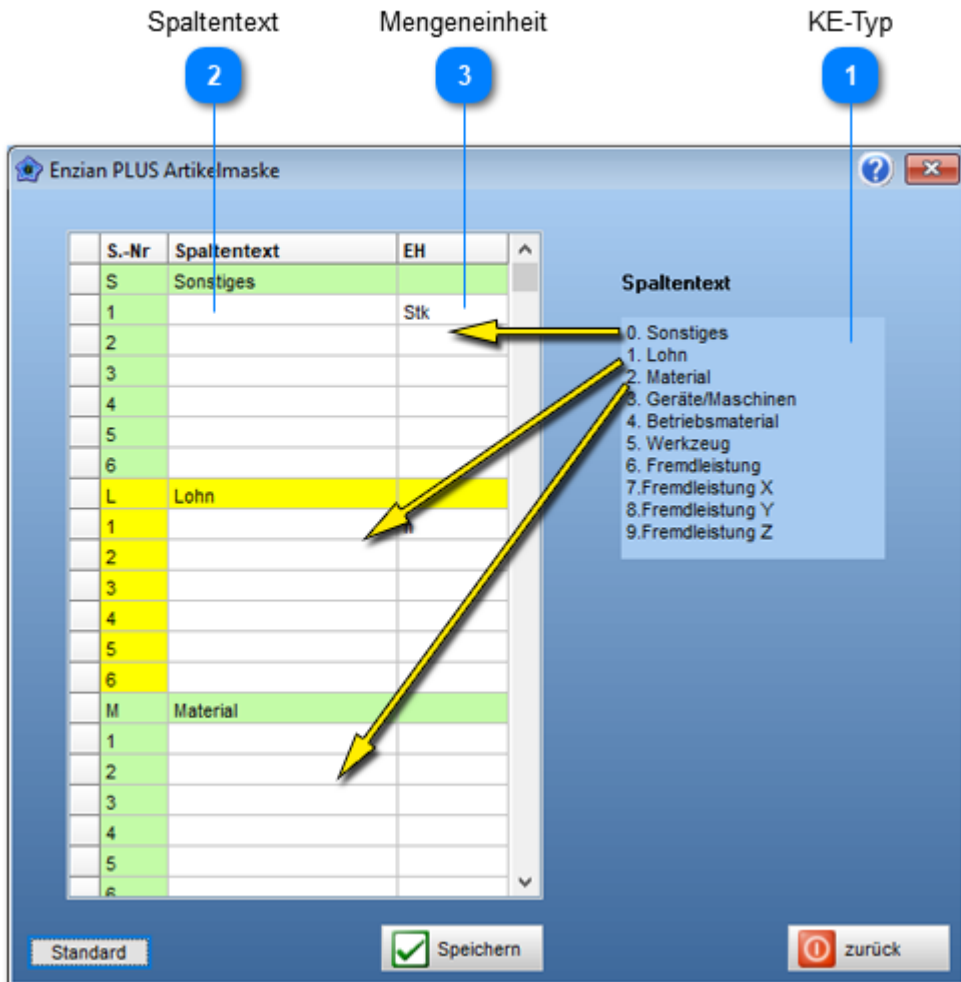 Spaltentext Mengeneinheit KE-Typ
2 3 1
Enzian PLUS Artikelmaske ?
S.-Nr Spaltentext EH
S Sonstiges
1 Stk
2
3
4
5
6
L Lohn
1 h
2
3
4
5
6
M Material
1
2
3
4
5
6
Spaltentext
0. Sonstiges
1. Lohn
2. Material
3. Geräte/Maschinen
4. Betriebsmaterial
5. Werkzeug
6. Fremdleistung
7.Fremdleistung X
8.Fremdleistung Y
9.Fremdleistung Z
Standard Speichern zurück